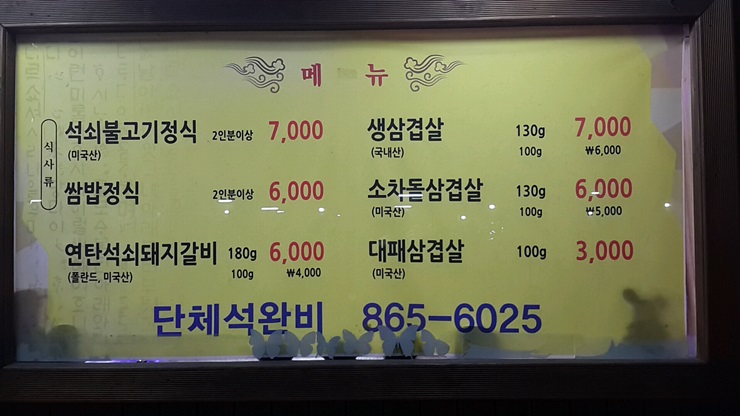 메 뉴
식사류
석쇠불고기정식 2인분이상 7,000
(미국산)
쌈밥정식 2인분이상 6,000
연탄석쇠돼지갈비 180g 6,000
(폴란드, 미국산) 100g ₩4,000
생삼겹살 130g 7,000
(국내산) 100g ₩6,000
소차돌삼겹살 130g 6,000
(미국산) 100g ₩5,000
대패삼겹살 100g 3,000
(미국산)
단체석완비 865-6025